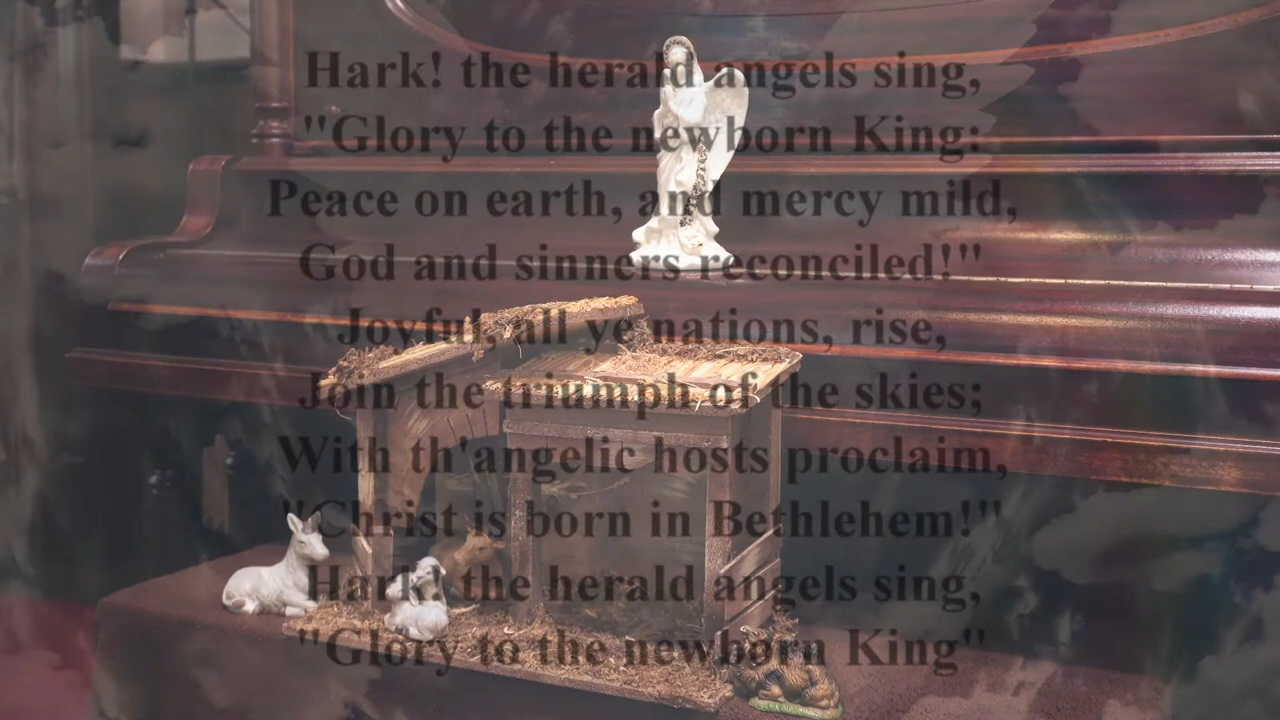 Hark! the herald angels sing,
"Glory to the newborn King:
Peace on earth, and mercy mild,
God and sinners reconciled!"
Joyful, all ye nations, rise,
Join the triumph of the skies;
With th'angelic hosts proclaim,
"Christ is born in Bethlehem!"
Hark! the herald angels sing,
"Glory to the newborn King"